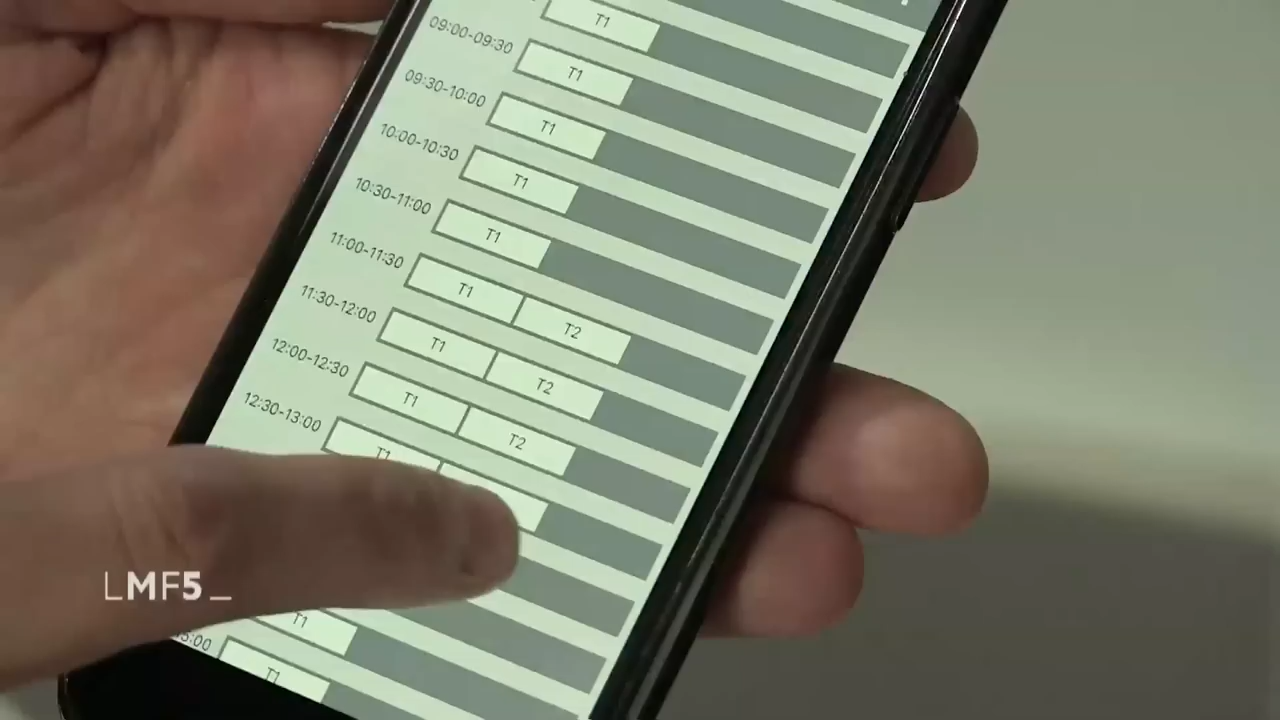 T1
09:00-09:30 T1
09:30-10:00 T1
10:00-10:30 T1
10:30-11:00 T1
11:00-11:30 T1 T2
11:30-12:00 T1 T2
12:00-12:30 T1 T2
12:30-13:00 T1
T1
T1
LMF5_